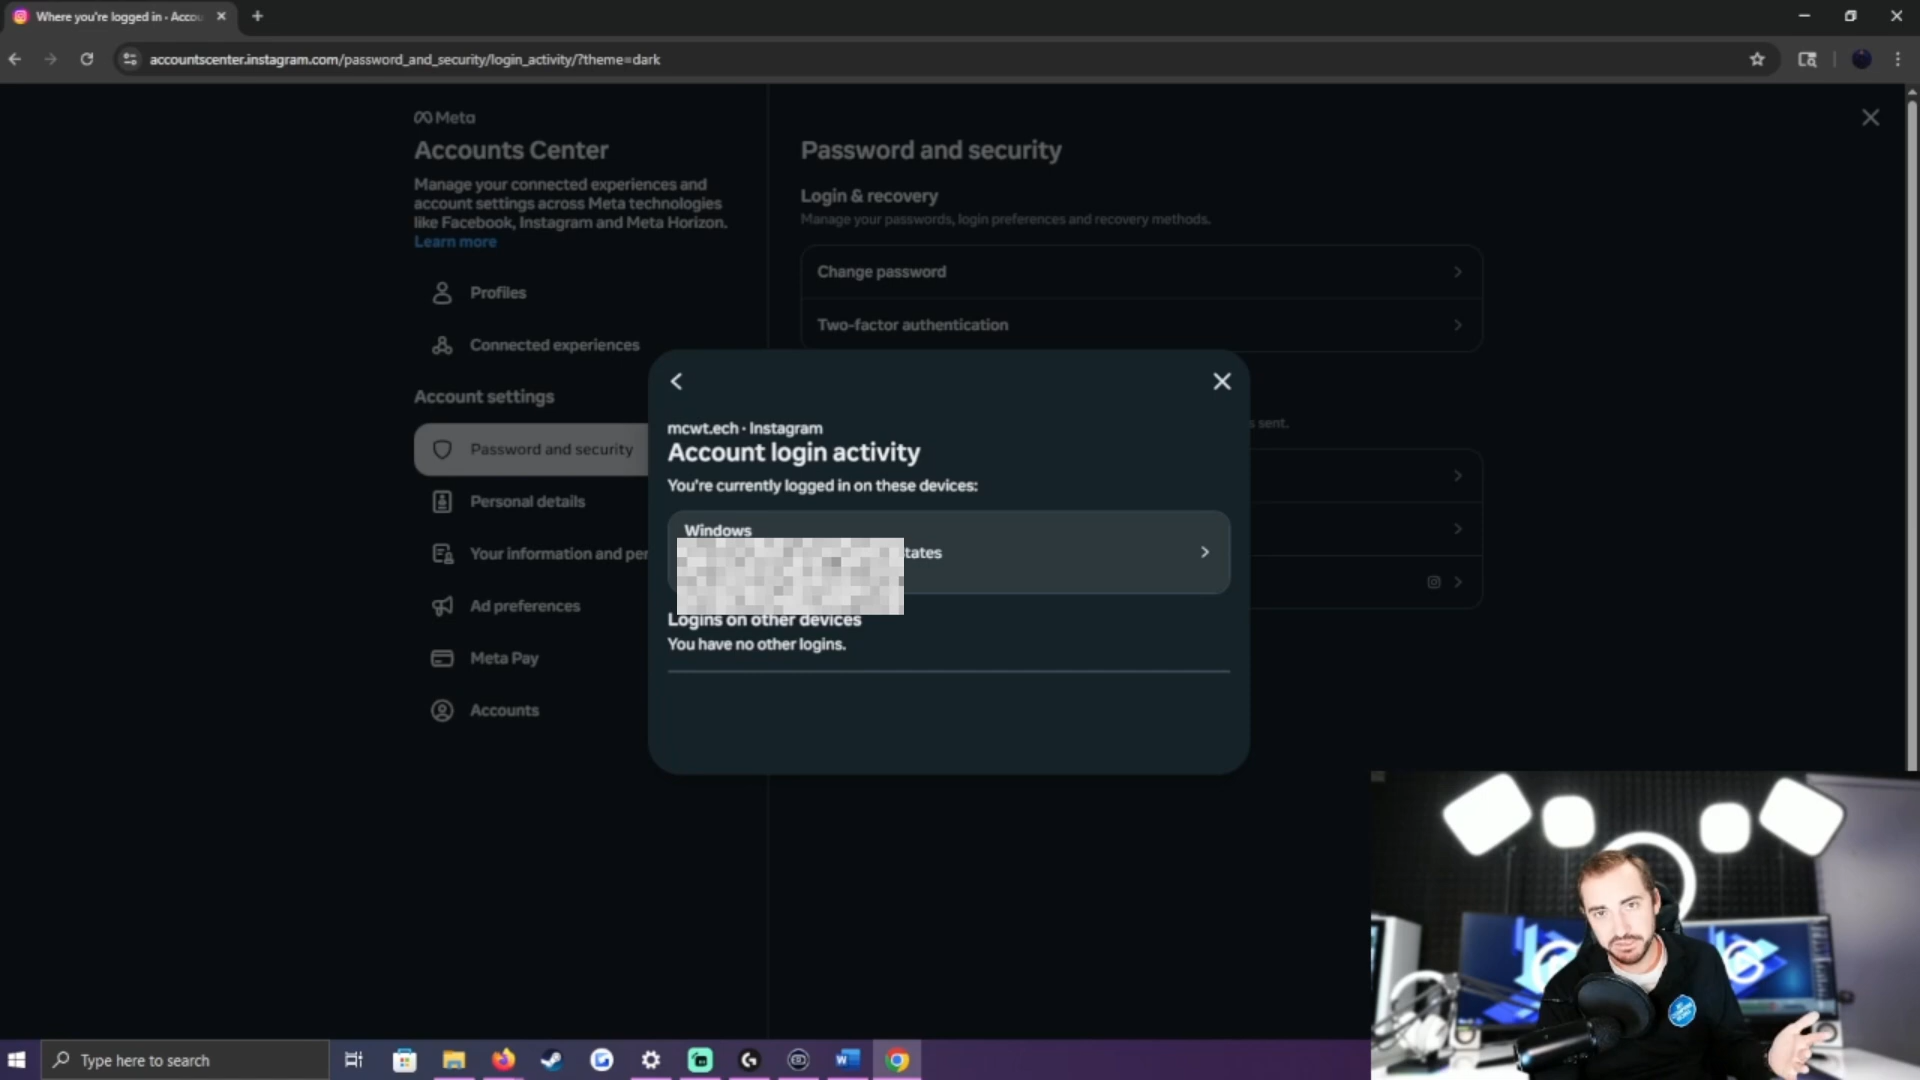 Where you're logged in • Accou
accountscenter.instagram.com/password_and_security/login_activity/?theme=dark
Meta
Accounts Center
Manage your connected experiences and
account settings across Meta technologies
like Facebook, Instagram and Meta Horizon.
Learn more
Profiles
Connected experiences
Account settings
Password and security
Personal details
Your information and per
Ad preferences
Meta Pay
Accounts
Password and security
Login & recovery
Manage your passwords, login preferences and recovery methods.
Change password
Two-factor authentication
s sent.
mcwt.ech • Instagram
Account login activity
You're currently logged in on these devices:
Windows
tates
Logins on other devices
You have no other logins.
Type here to search